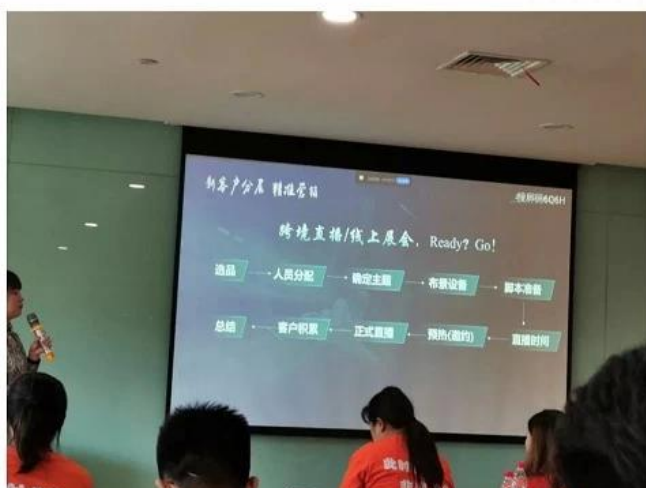 新客户分层 精准营销
跨境直播/线上展会，Ready? Go!
选品
人员分配
确定主题
布景设备
脚本准备
直播时间
预热(邀约)
正式直播
客户积累
总结
此时